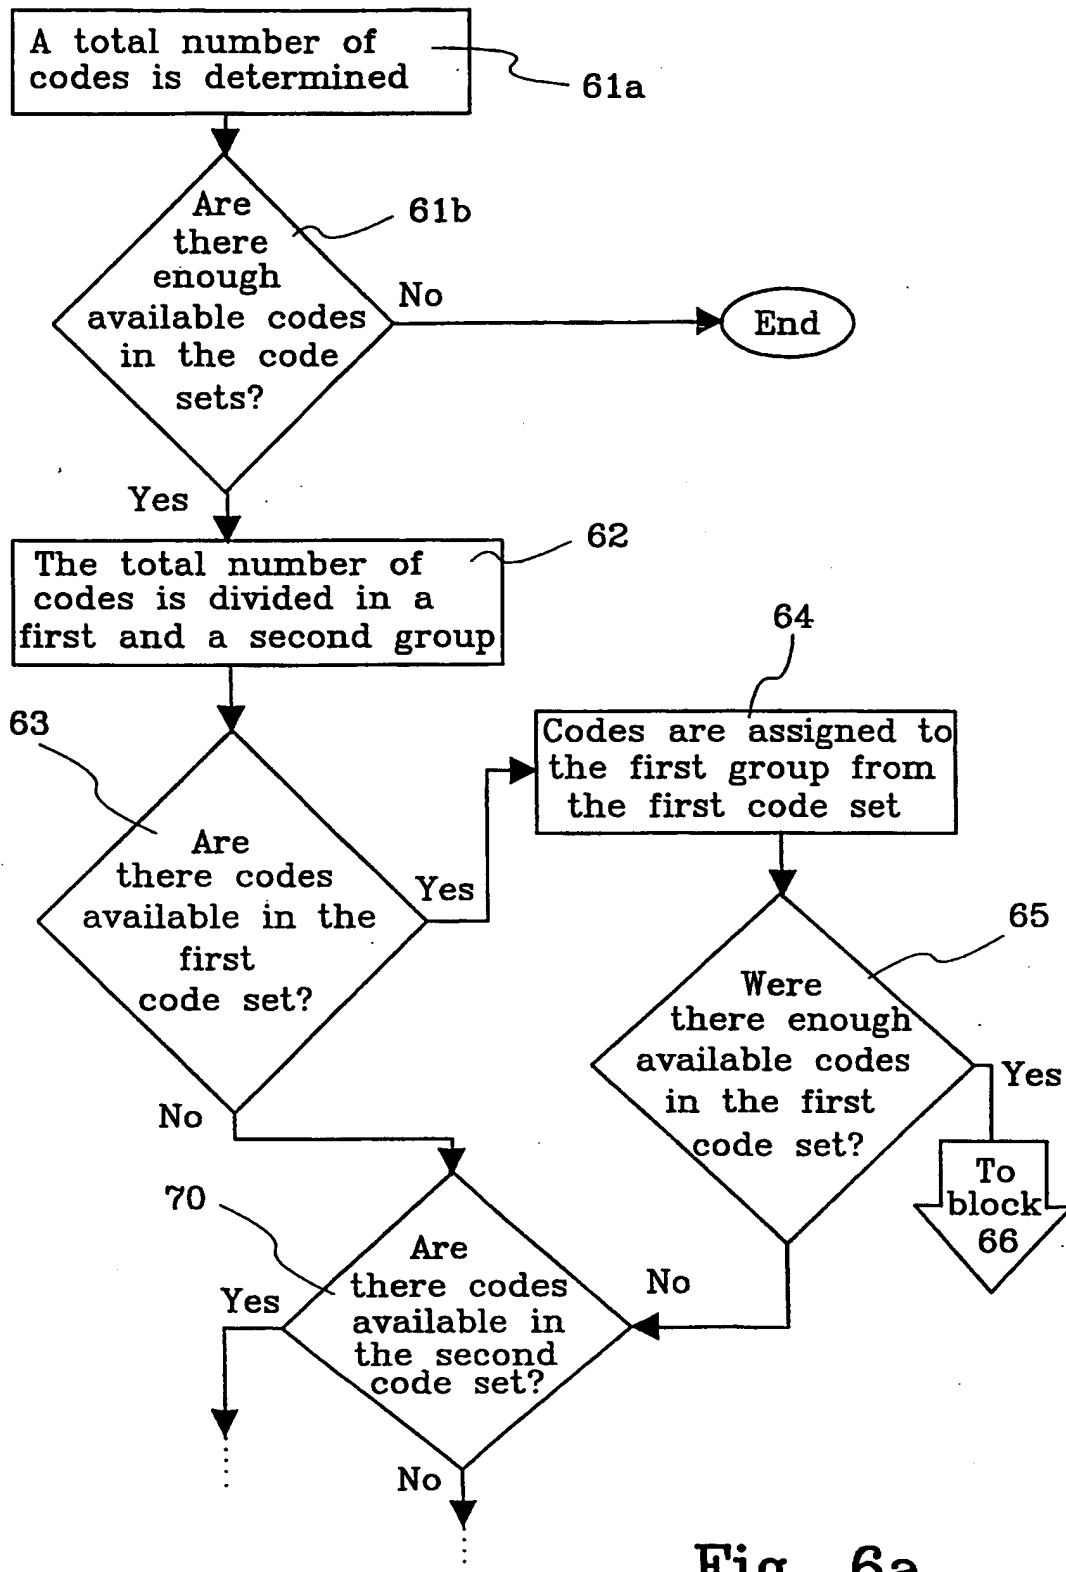 A total number of
codes is determined
61a
Are
there
enough
available codes
in the code
sets?
61b
No
End
Yes
The total number of
codes is divided in a
first and a second group
62
63
Are
there codes
available in the
first
code set?
Yes
No
64
Codes are assigned to
the first group from
the first code set
65
Were
there enough
available codes
in the first
code set?
Yes
To
block
66
No
70
Are
there codes
available in
the second
code set?
Yes
No
Fig. 6a